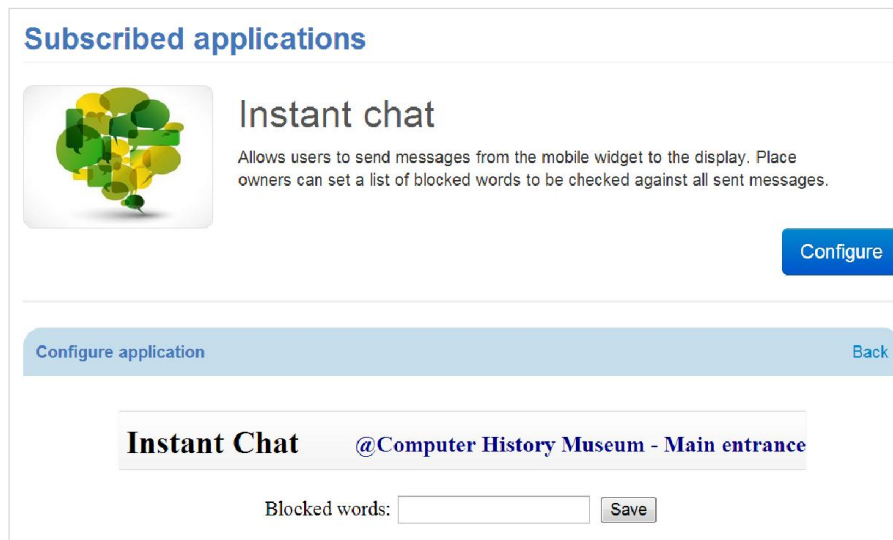 Subscribed applications
Instant chat
Allows users to send messages from the mobile widget to the display. Place
owners can set a list of blocked words to be checked against all sent messages.
Configure
Configure application Back
Instant Chat @Computer History Museum - Main entrance
Blocked words: Save